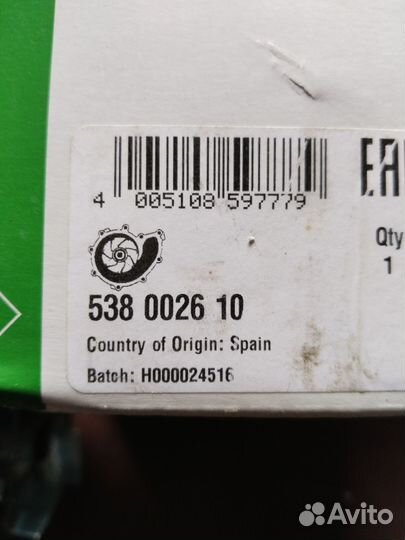 4 005108 597779
EAC
Qty
1
538 0026 10
Country of Origin: Spain
Batch: H000024516
Avito